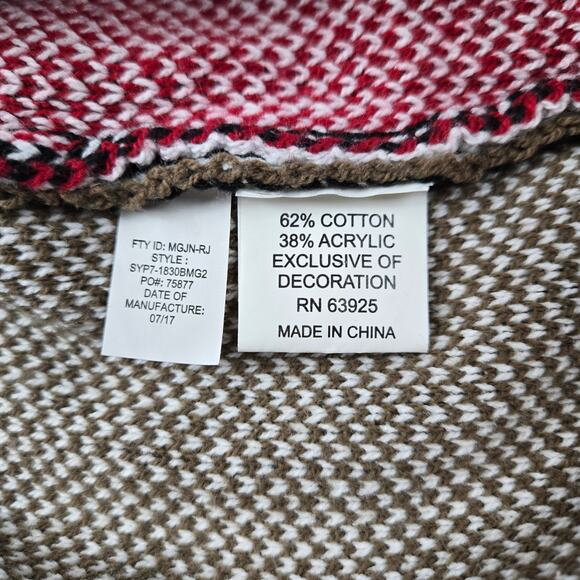 FTY ID: MGJN-RJ
STYLE :
SYP7-1830BMG2
PO#: 75877
DATE OF
MANUFACTURE:
07/17
62% COTTON
38% ACRYLIC
EXCLUSIVE OF
DECORATION
RN 63925
MADE IN CHINA